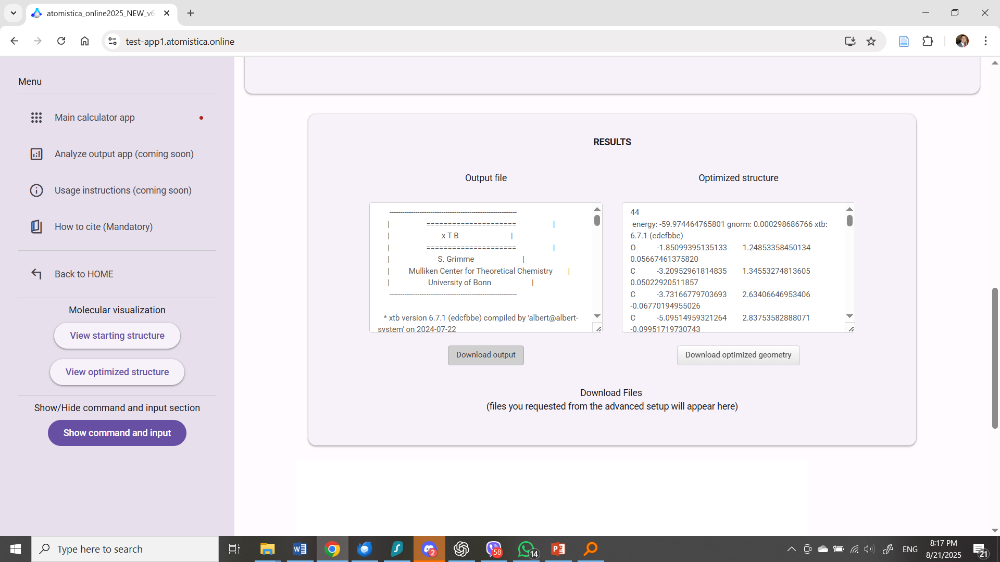 atomistica_online2025_NEW_v6
test-app1.atomistica.online
Menu
Main calculator app
Analyze output app (coming soon)
Usage instructions (coming soon)
How to cite (Mandatory)
Back to HOME
Molecular visualization
View starting structure
View optimized structure
Show/Hide command and input section
Show command and input
RESULTS
Output file
-----------------------------------------------------------
| ===================== |
| x T B |
| ===================== |
| S. Grimme |
| Mulliken Center for Theoretical Chemistry |
| University of Bonn |
-----------------------------------------------------------
* xtb version 6.7.1 (edcfbbe) compiled by 'albert@albert-
system' on 2024-07-22
Download output
Optimized structure
44
energy: -59.974464765801 gnorm: 0.000298686766 xtb:
6.7.1 (edcfbbe)
O -1.85099395135133 1.24853358450134
0.05667461375820
C -3.20952961814835 1.34553274813605
0.05022920511857
C -3.73166779703693 2.63406646953406
-0.06770194955026
C -5.09514959321264 2.83753582888071
-0.09951719730743
Download optimized geometry
Download Files
(files you requested from the advanced setup will appear here)
Type here to search
2
58
14
ENG
8:17 PM
8/21/2025
21